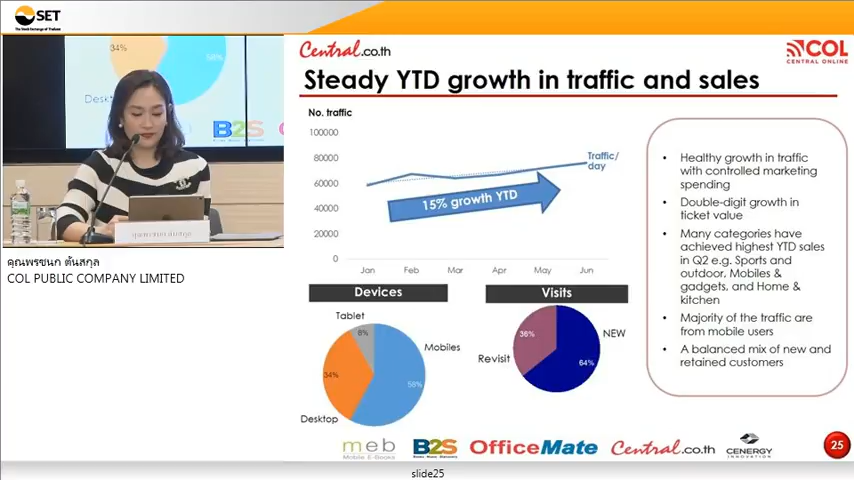 SET
The Stock Exchange of Thailand
34%
58%
Deskt
B2S
คุณพรชนก ตันสกุล
COL PUBLIC COMPANY LIMITED
Central.co.th
COL
CENTRAL ONLINE
Steady YTD growth in traffic and sales
No. traffic
100000
80000
60000
40000
20000
0
Traffic/
day
15% growth YTD
Jan Feb Mar Apr May Jun
Devices
Tablet
6%
Mobiles
34%
58%
Desktop
Visits
36%
NEW
Revisit
64%
• Healthy growth in traffic
with controlled marketing
spending
• Double-digit growth in
ticket value
• Many categories have
achieved highest YTD sales
in Q2 e.g. Sports and
outdoor, Mobiles &
gadgets, and Home &
kitchen
• Majority of the traffic are
from mobile users
• A balanced mix of new and
retained customers
meb
Mobile E-Books
B2S
OfficeMate
Central.co.th
CENERGY
INNOVATION
25
slide25